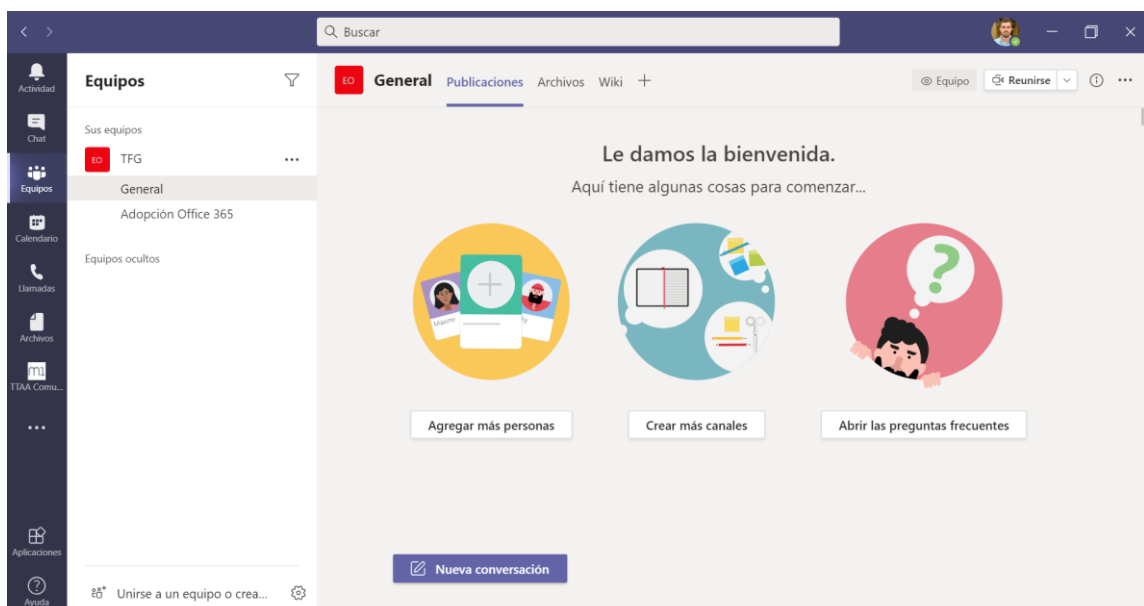 Buscar
Actividad
Chat
Equipos
Calendario
Llamadas
Archivos
TTAA Comu...
Aplicaciones
Ayuda
Equipos
Sus equipos
EO TFG
General
Adopción Office 365
Equipos ocultos
Unirse a un equipo o crea...
EO General Publicaciones Archivos Wiki
Equipo Reunirse
Le damos la bienvenida.
Aquí tiene algunas cosas para comenzar...
Maxine
Agregar más personas
Crear más canales
Abrir las preguntas frecuentes
Nueva conversación